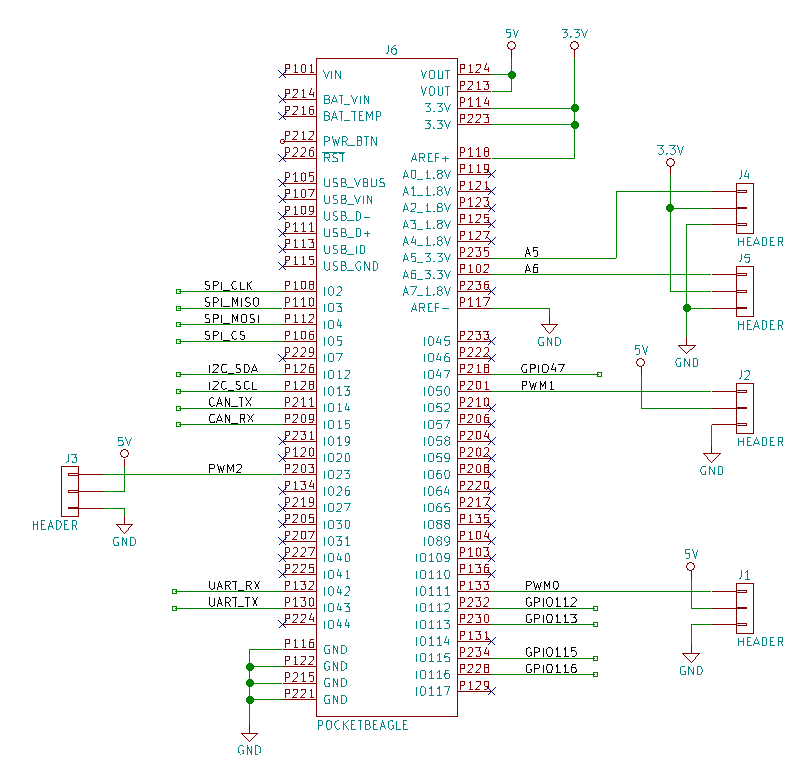 J6
5V
3.3V
P101 VIN
VOUT P124
VOUT P213
P214 BAT_VIN
3.3V P114
P216 BAT_TEMP
3.3V P223
P212 PWR_BTN
P226 RST
AREF+ P118
3.3V
A0_1.8V P119
J4
P105 USB_VBUS
A1_1.8V P121
P107 USB_VIN
A2_1.8V P123
P109 USB_D-
A3_1.8V P125
P111 USB_D+
A4_1.8V P127
HEADER
P113 USB_ID
A5_3.3V P235 A5
J5
P115 USB_GND
A6_3.3V P102 A6
SPI_CLK P108 IO2
A7_1.8V P236
SPI_MISO P110 IO3
AREF- P117
SPI_MOSI P112 IO4
HEADER
SPI_CS P106 IO5
IO45 P233
GND
GND
P229 IO7
IO46 P222
5V
I2C_SDA P126 IO12
IO47 P218 GPIO47
J2
I2C_SCL P128 IO13
IO50 P201 PWM1
CAN_TX P211 IO14
IO52 P210
CAN_RX P209 IO15
IO57 P206
P231 IO19
IO58 P204
HEADER
5V
J3
P120 IO20
IO59 P202
PWM2 P203 IO23
IO60 P208
GND
P134 IO26
IO64 P220
P219 IO27
IO65 P217
P205 IO30
IO88 P135
HEADER
GND
P207 IO31
IO89 P104
P227 IO40
IO109 P103
5V
P225 IO41
IO110 P136
J1
UART_RX P132 IO42
IO111 P133 PWM0
UART_TX P130 IO43
IO112 P232 GPIO112
P224 IO44
IO113 P230 GPIO113
IO114 P131
HEADER
P116 GND
IO115 P234 GPIO115
P122 GND
IO116 P228 GPIO116
GND
P215 GND
IO117 P129
P221 GND
POCKETBEAGLE
GND